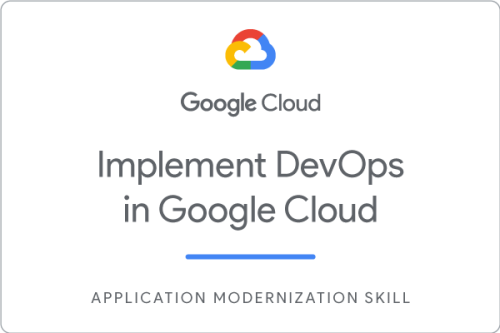 Google Cloud
Implement DevOps
in Google Cloud
APPLICATION MODERNIZATION SKILL